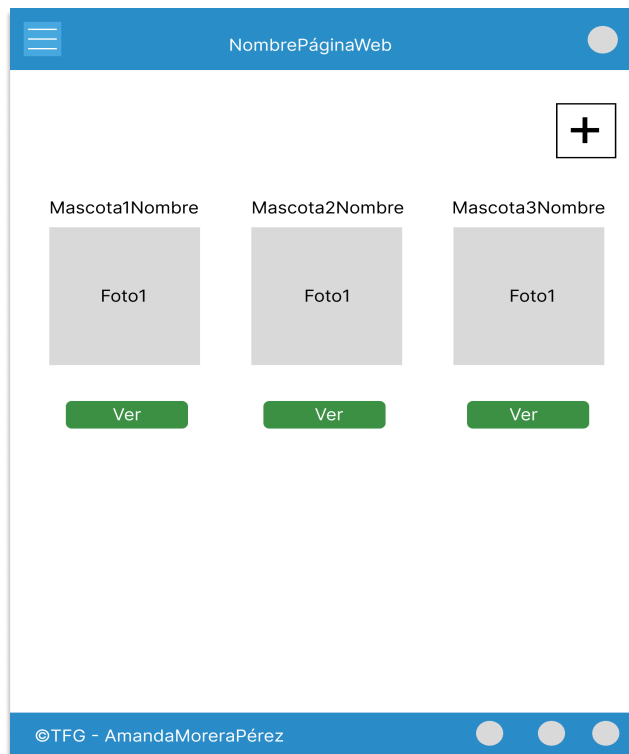 NombrePáginaWeb
+
Mascota1Nombre
Mascota2Nombre
Mascota3Nombre
Foto1
Foto1
Foto1
Ver
Ver
Ver
©TFG - AmandaMoreraPérez